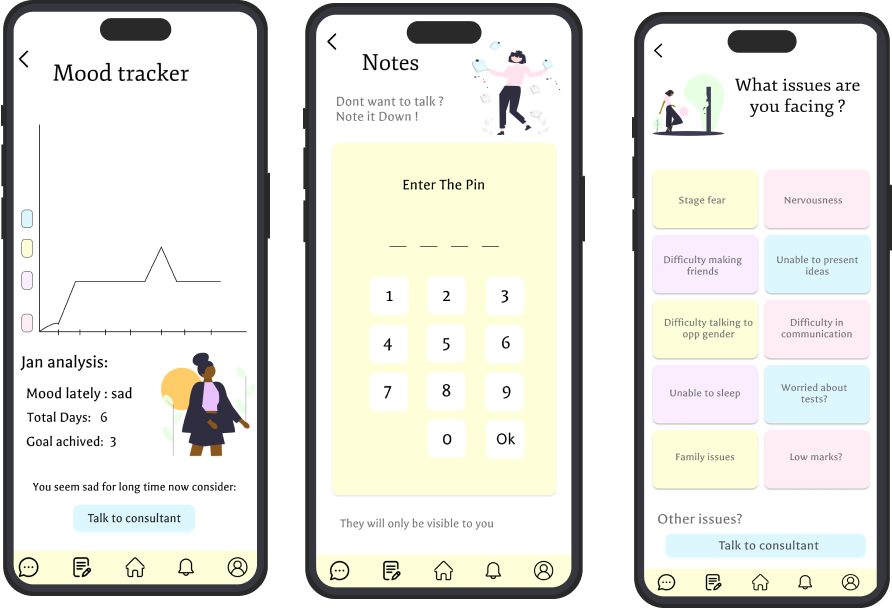 Mood tracker
Jan analysis:
Mood lately : sad
Total Days: 6
Goal achived: 3
You seem sad for long time now consider:
Talk to consultant
Notes
Dont want to talk ?
Note it Down !
Enter The Pin
1 2 3
4 5 6
7 8 9
0 Ok
They will only be visible to you
What issues are
you facing ?
Stage fear
Nervousness
Difficulty making
friends
Unable to present
ideas
Difficulty talking to
opp gender
Difficulty in
communication
Unable to sleep
Worried about
tests?
Family issues
Low marks?
Other issues?
Talk to consultant